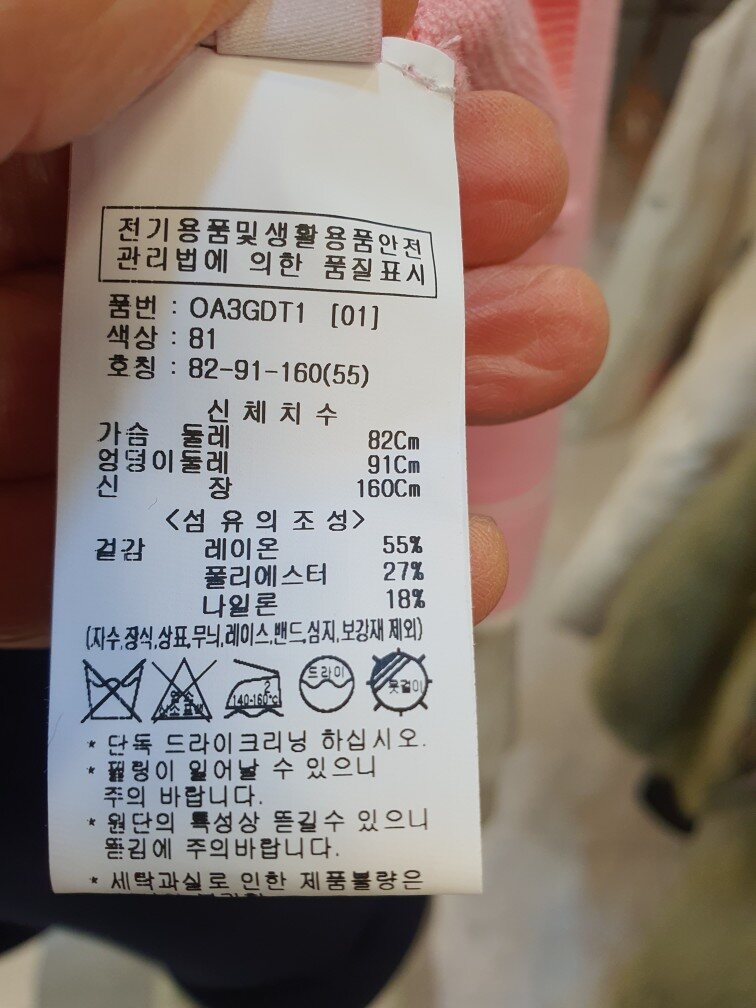 전기용품및생활용품안전
관리법에 의한 품질표시
품번 : OA3GDT1 [01]
색상 : 81
호칭 : 82-91-160(55)
신 체 치 수
가슴 둘레 82Cm
엉덩이둘레 91Cm
신 장 160Cm
<섬 유 의 조 성>
겉감 레이온 55%
폴리에스터 27%
나일론 18%
(자수,장식,상표,무늬,레이스,밴드,심지,보강재 제외)
염소 2 드라이 옷걸이
산소표백 140-160℃
* 단독 드라이크리닝 하십시오.
* 필링이 일어날 수 있으니
주의 바랍니다.
* 원단의 특성상 뜯길수 있으니
뜯김에 주의바랍니다.
* 세탁과실로 인한 제품불량은